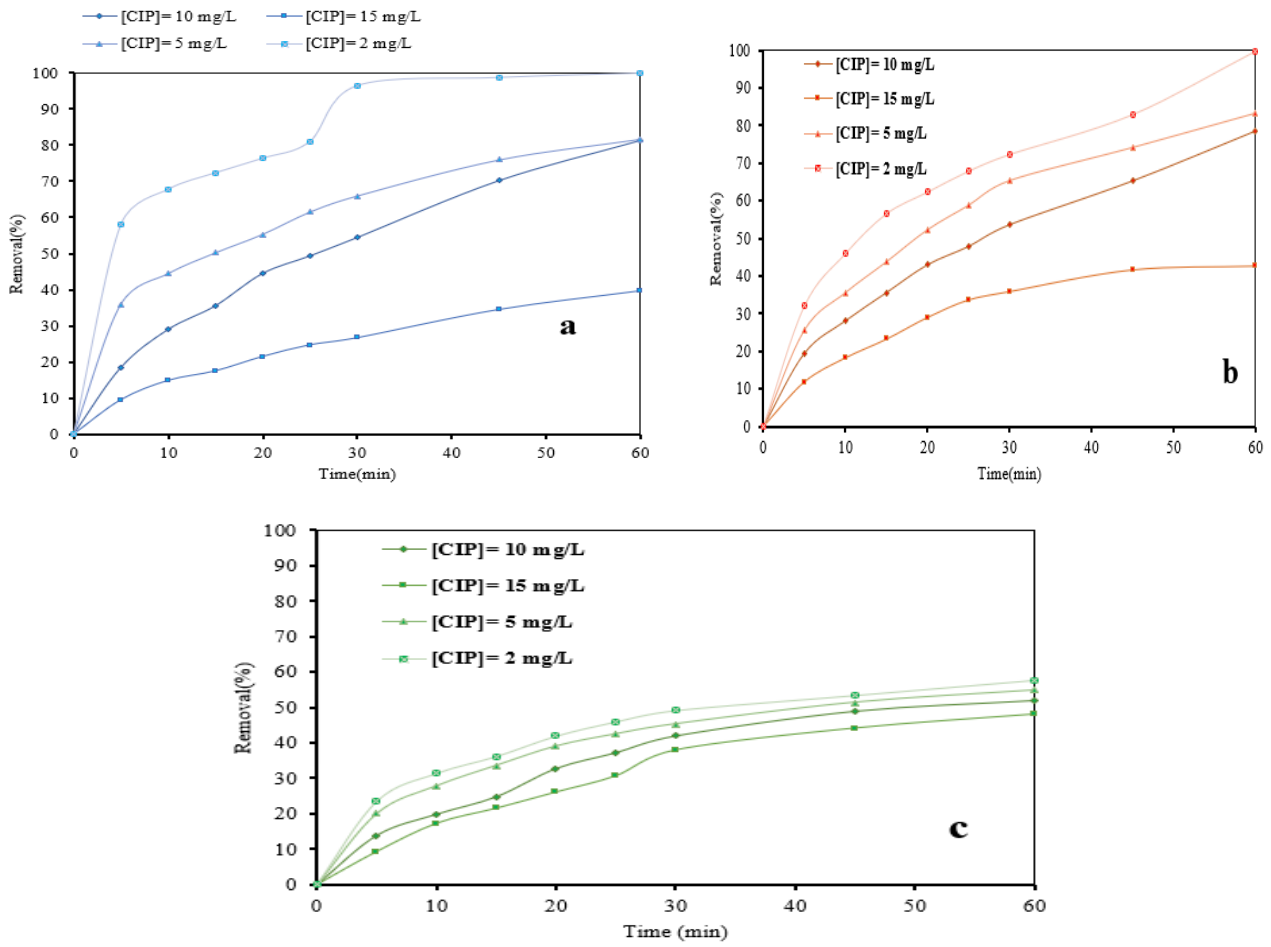 [CIP]= 10 mg/L [CIP]= 15 mg/L
[CIP]= 5 mg/L [CIP]= 2 mg/L
100
90
80
70
60
50
40
30
20
10
0
Removal(%)
a
0 10 20 30 40 50 60
Time(min)
b
100
90
80
70
60
50
40
30
20
10
0
Removal(%)
[CIP]= 10 mg/L
[CIP]= 15 mg/L
[CIP]= 5 mg/L
[CIP]= 2 mg/L
0 10 20 30 40 50 60
Time(min)
100
90
80
70
60
50
40
30
20
10
0
Removal(%)
[CIP]= 10 mg/L
[CIP]= 15 mg/L
[CIP]= 5 mg/L
[CIP]= 2 mg/L
c
0 10 20 30 40 50 60
Time (min)